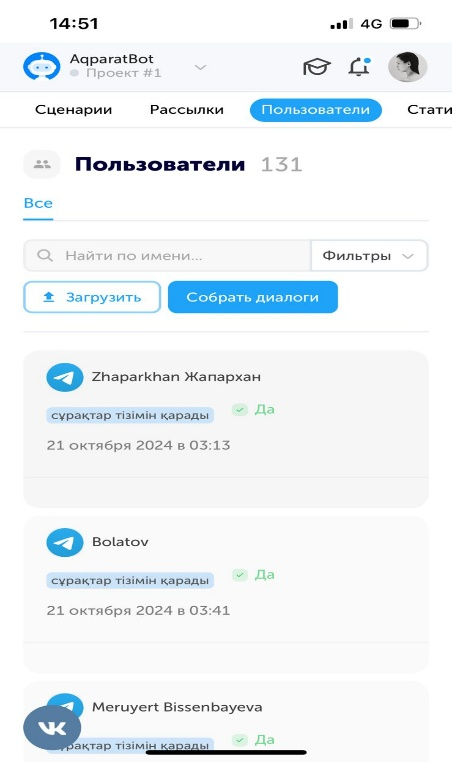 14:51
4G
AqparatBot
Проект #1
Сценарии Рассылки Пользователи Стати
Пользователи 131
Все
Найти по имени... Фильтры
Загрузить Собрать диалоги
Zhaparkhan Жапархан
сұрақтар тізімін қарады Да
21 октября 2024 в 03:13
Bolatov
сұрақтар тізімін қарады Да
21 октября 2024 в 03:41
Meruyert Bissenbayeva
ұрақтар тізімін қарады Да